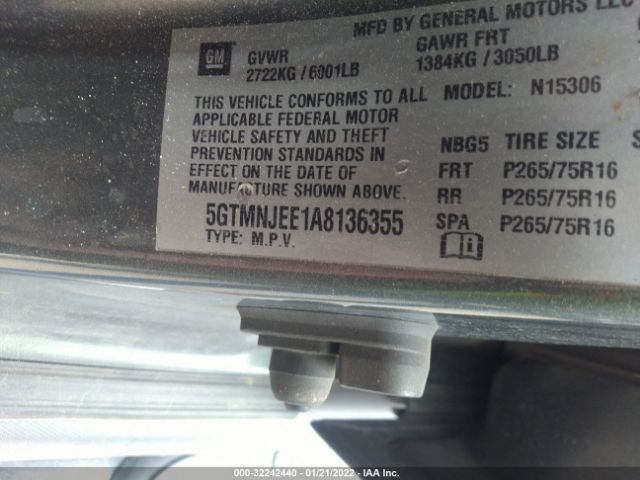 MFD BY GENERAL MOTORS LLC
GM
GVWR
2722KG / 6001LB
GAWR FRT
1384KG / 3050LB
THIS VEHICLE CONFORMS TO ALL
APPLICABLE FEDERAL MOTOR
VEHICLE SAFETY AND THEFT
PREVENTION STANDARDS IN
EFFECT ON THE DATE OF
MANUFACTURE SHOWN ABOVE.
5GTMNJEE1A8136355
TYPE: M.P.V.
MODEL: N15306
NBG5 TIRE SIZE S
FRT P265/75R16
RR P265/75R16
SPA P265/75R16
000-32242440 - 01/21/2022 - IAA Inc.